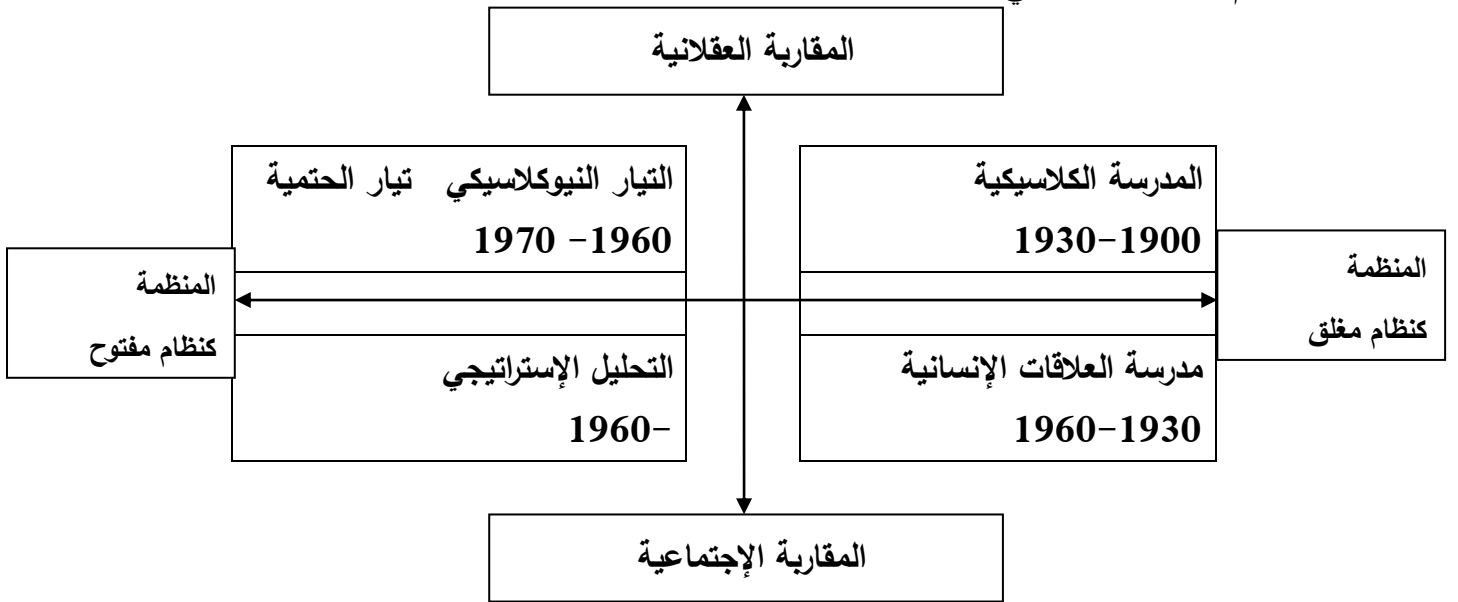 المقاربة العقلانية
المدرسة الكلاسيكية
1900-1930
التيار النيوكلاسيكي تيار الحتمية
1960- 1970
المنظمة
كنظام مغلق
المنظمة
كنظام مفتوح
مدرسة العلاقات الإنسانية
1930-1960
التحليل الإستراتيجي
1960-
المقاربة الإجتماعية